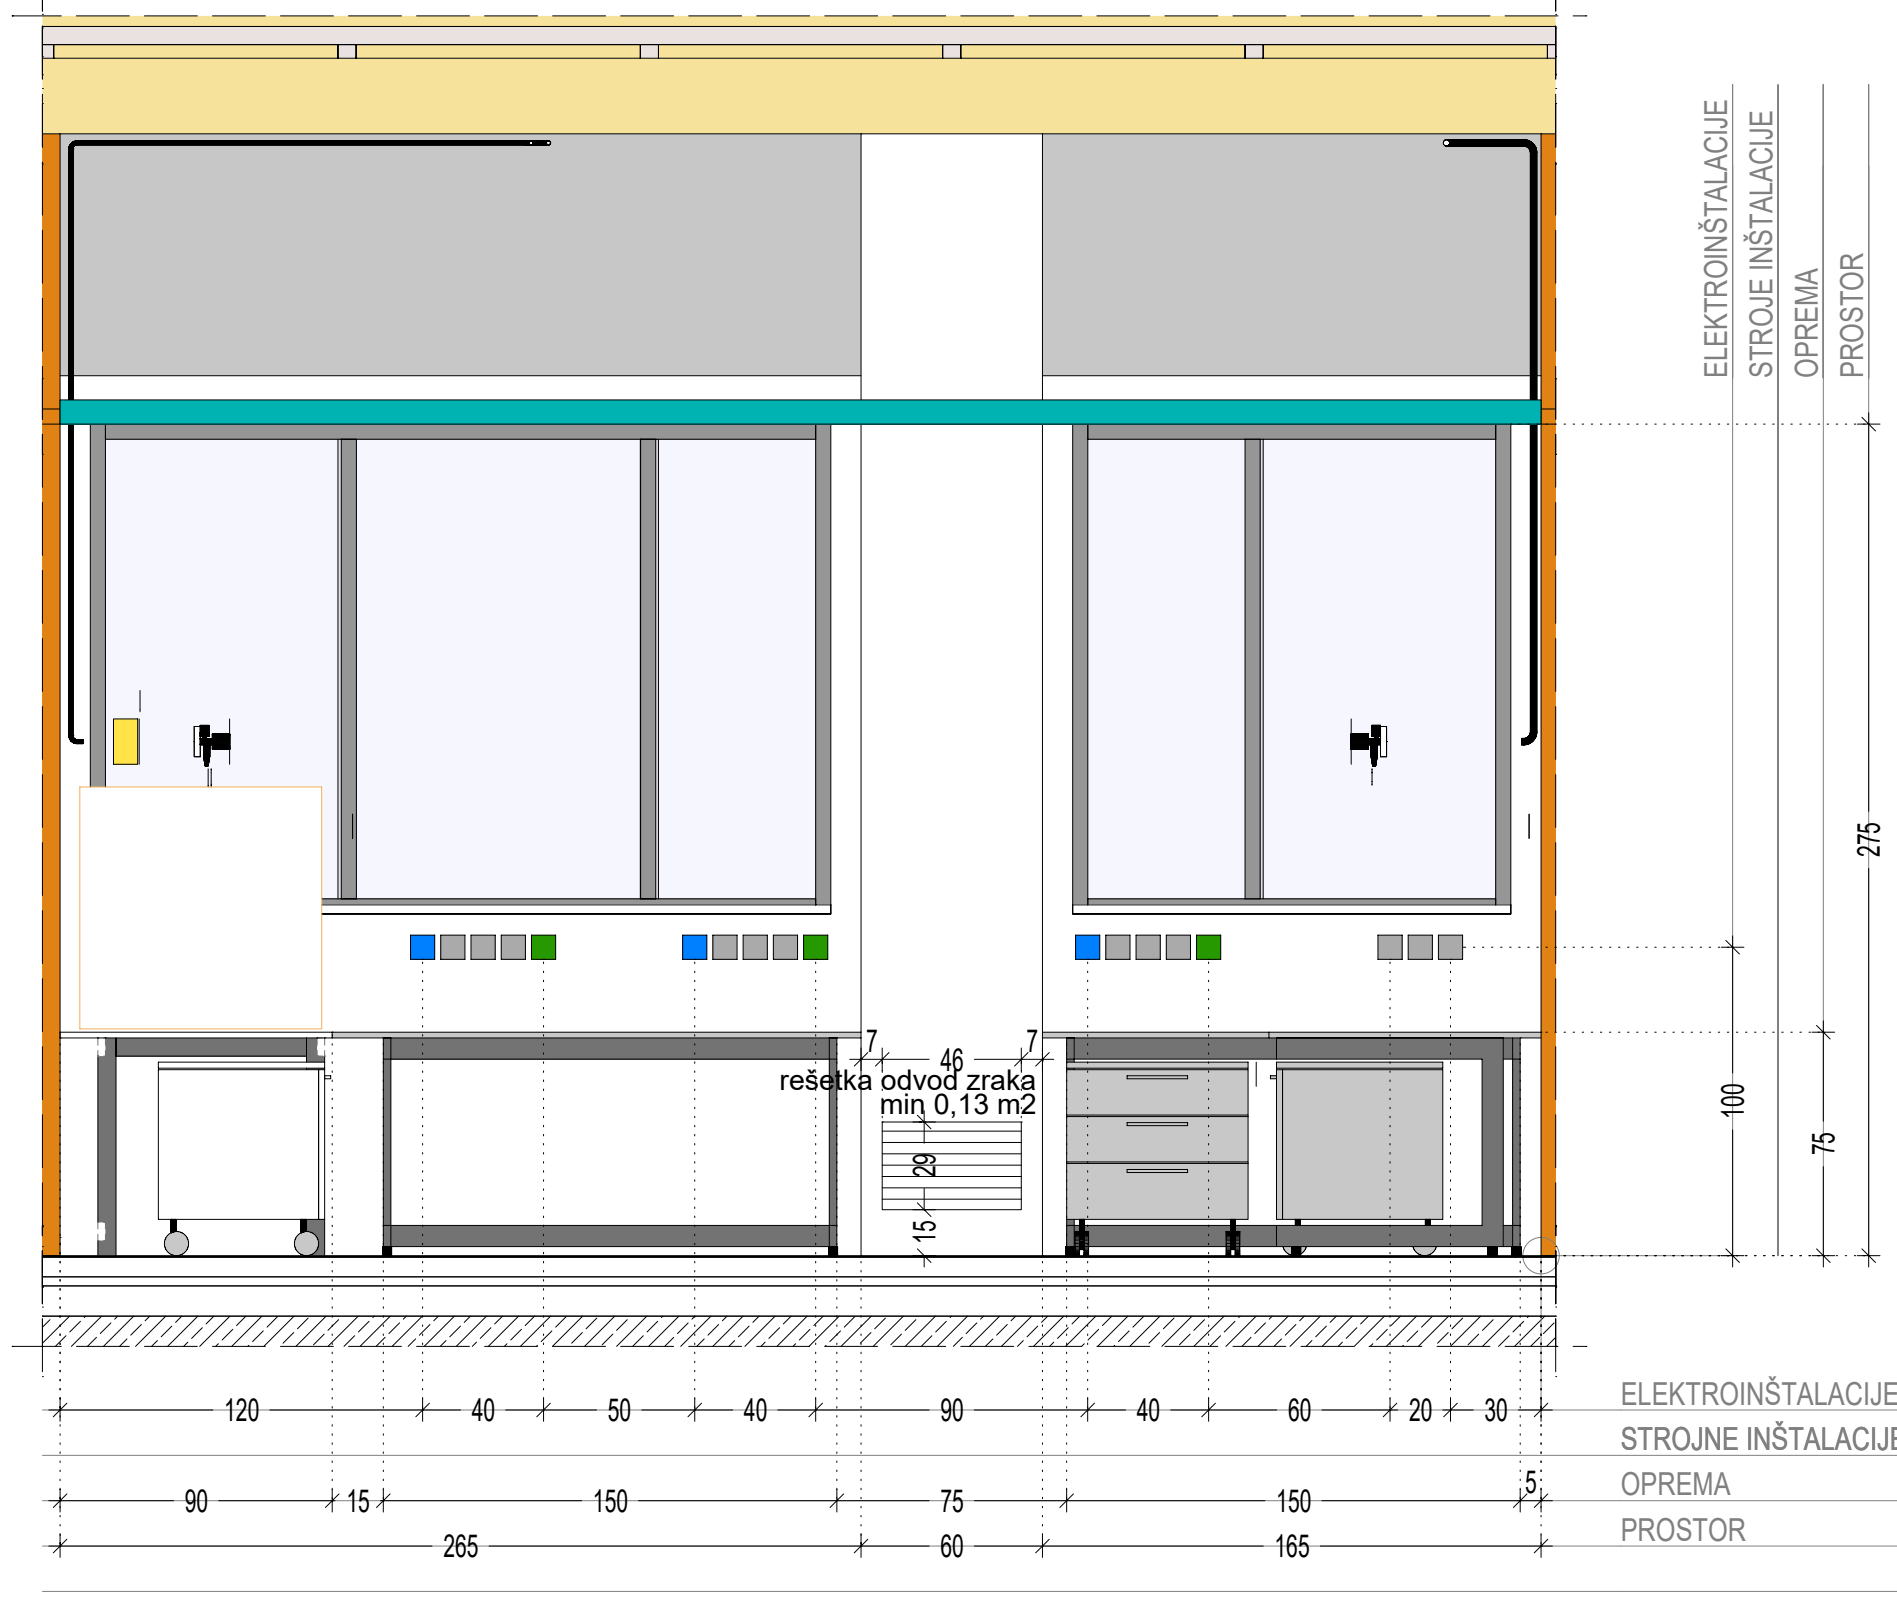 ELEKTROINŠTALACIJE
STROJE INŠTALACIJE
OPREMA
PROSTOR
275
100
75
7
46
7
rešetka odvod zraka
min 0,13 m2
29
15
120 40 50 40 90 40 60 20 30
ELEKTROINŠTALACIJE
STROJNE INŠTALACIJE
90 15 150 75 150 5
OPREMA
265 60 165
PROSTOR